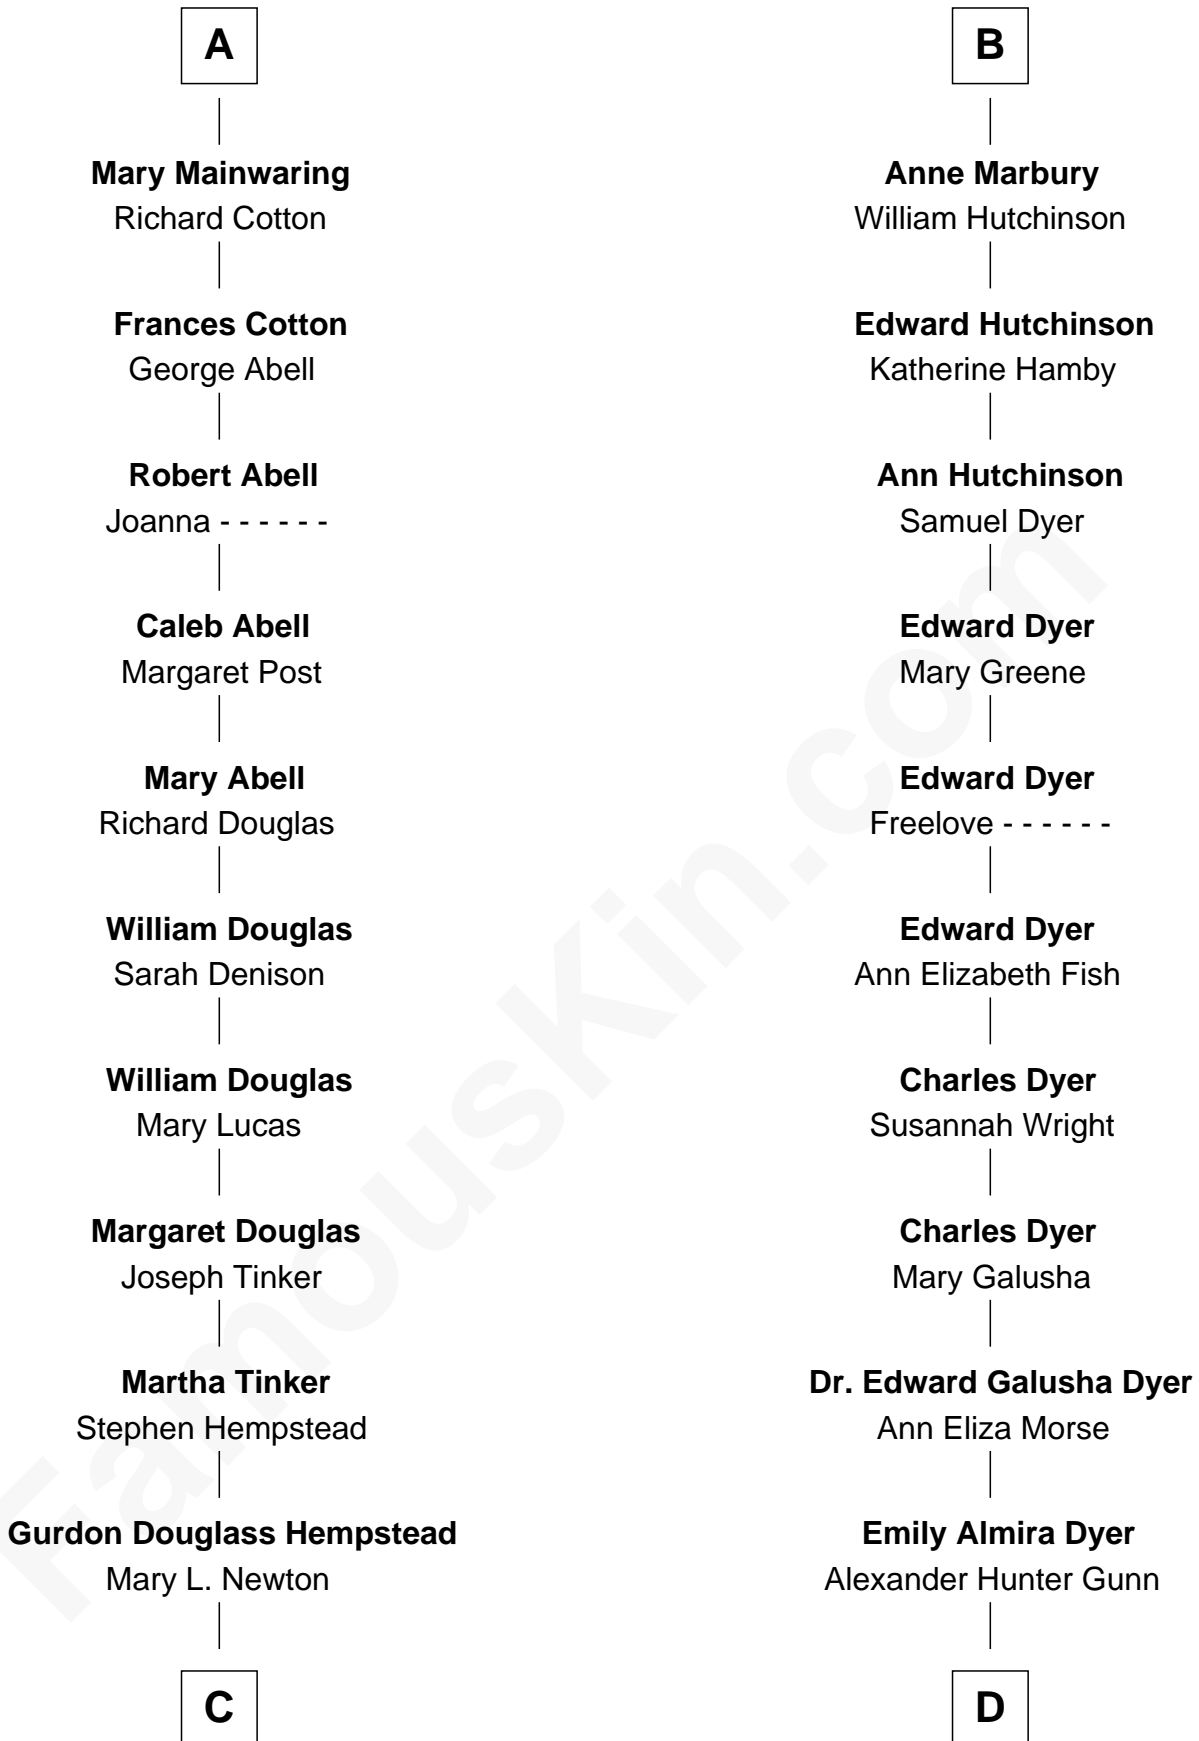 A
Mary Mainwaring
Richard Cotton
Frances Cotton
George Abell
Robert Abell
Joanna - - - - - -
Caleb Abell
Margaret Post
Mary Abell
Richard Douglas
William Douglas
Sarah Denison
William Douglas
Mary Lucas
Margaret Douglas
Joseph Tinker
Martha Tinker
Stephen Hempstead
Gurdon Douglass Hempstead
Mary L. Newton
C
B
Anne Marbury
William Hutchinson
Edward Hutchinson
Katherine Hamby
Ann Hutchinson
Samuel Dyer
Edward Dyer
Mary Greene
Edward Dyer
Freelove - - - - - -
Edward Dyer
Ann Elizabeth Fish
Charles Dyer
Susannah Wright
Charles Dyer
Mary Galusha
Dr. Edward Galusha Dyer
Ann Eliza Morse
Emily Almira Dyer
Alexander Hunter Gunn
D
FamousKin.com